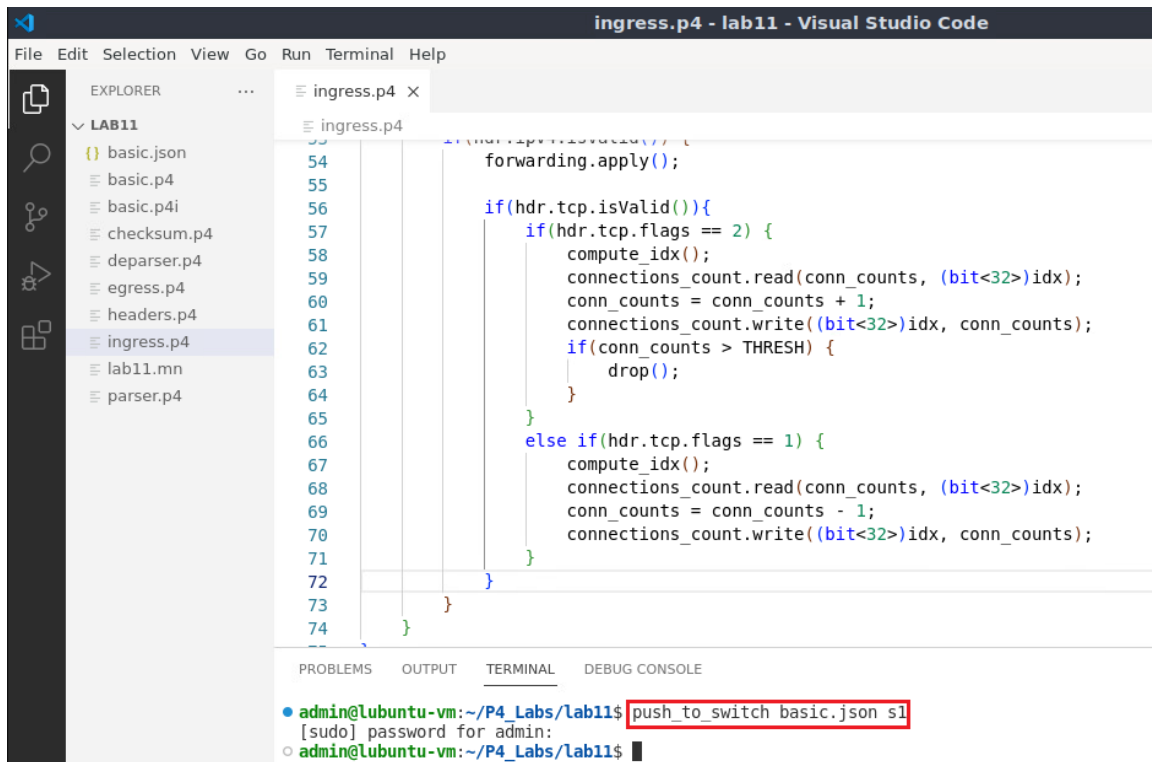 ingress.p4 - lab11 - Visual Studio Code
File Edit Selection View Go Run Terminal Help
EXPLORER ...
ingress.p4 ×
LAB11
ingress.p4
{} basic.json
basic.p4
basic.p4i
checksum.p4
deparser.p4
egress.p4
headers.p4
ingress.p4
lab11.mn
parser.p4
53 if(hdr.ipv4.isValid()) {
54 forwarding.apply();
55
56 if(hdr.tcp.isValid()){
57 if(hdr.tcp.flags == 2) {
58 compute_idx();
59 connections_count.read(conn_counts, (bit<32>)idx);
60 conn_counts = conn_counts + 1;
61 connections_count.write((bit<32>)idx, conn_counts);
62 if(conn_counts > THRESH) {
63 drop();
64 }
65 }
66 else if(hdr.tcp.flags == 1) {
67 compute_idx();
68 connections_count.read(conn_counts, (bit<32>)idx);
69 conn_counts = conn_counts - 1;
70 connections_count.write((bit<32>)idx, conn_counts);
71 }
72 }
73 }
74 }
PROBLEMS OUTPUT TERMINAL DEBUG CONSOLE
admin@lubuntu-vm:~/P4_Labs/lab11$ push_to_switch basic.json s1
[sudo] password for admin:
admin@lubuntu-vm:~/P4_Labs/lab11$